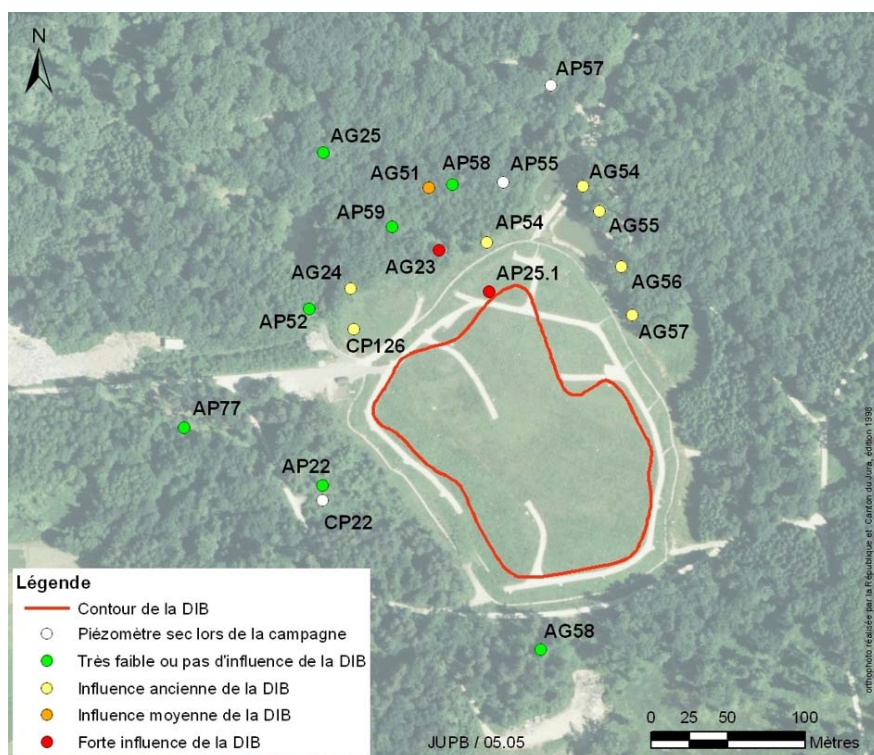 N
AP57
AG25
AG51
AP58
AP55
AG54
AP59
AP54
AG55
AG23
AG24
AP25.1
AG56
AP52
CP126
AG57
AP77
AP22
CP22
AG58
Légende
Contour de la DIB
Piézomètre sec lors de la campagne
Très faible ou pas d'influence de la DIB
Influence ancienne de la DIB
Influence moyenne de la DIB
Forte influence de la DIB
JUPB / 05.05
0 25 50 100
Mètres
orthophoto réalisée par la République et Canton du Jura, édition 1998